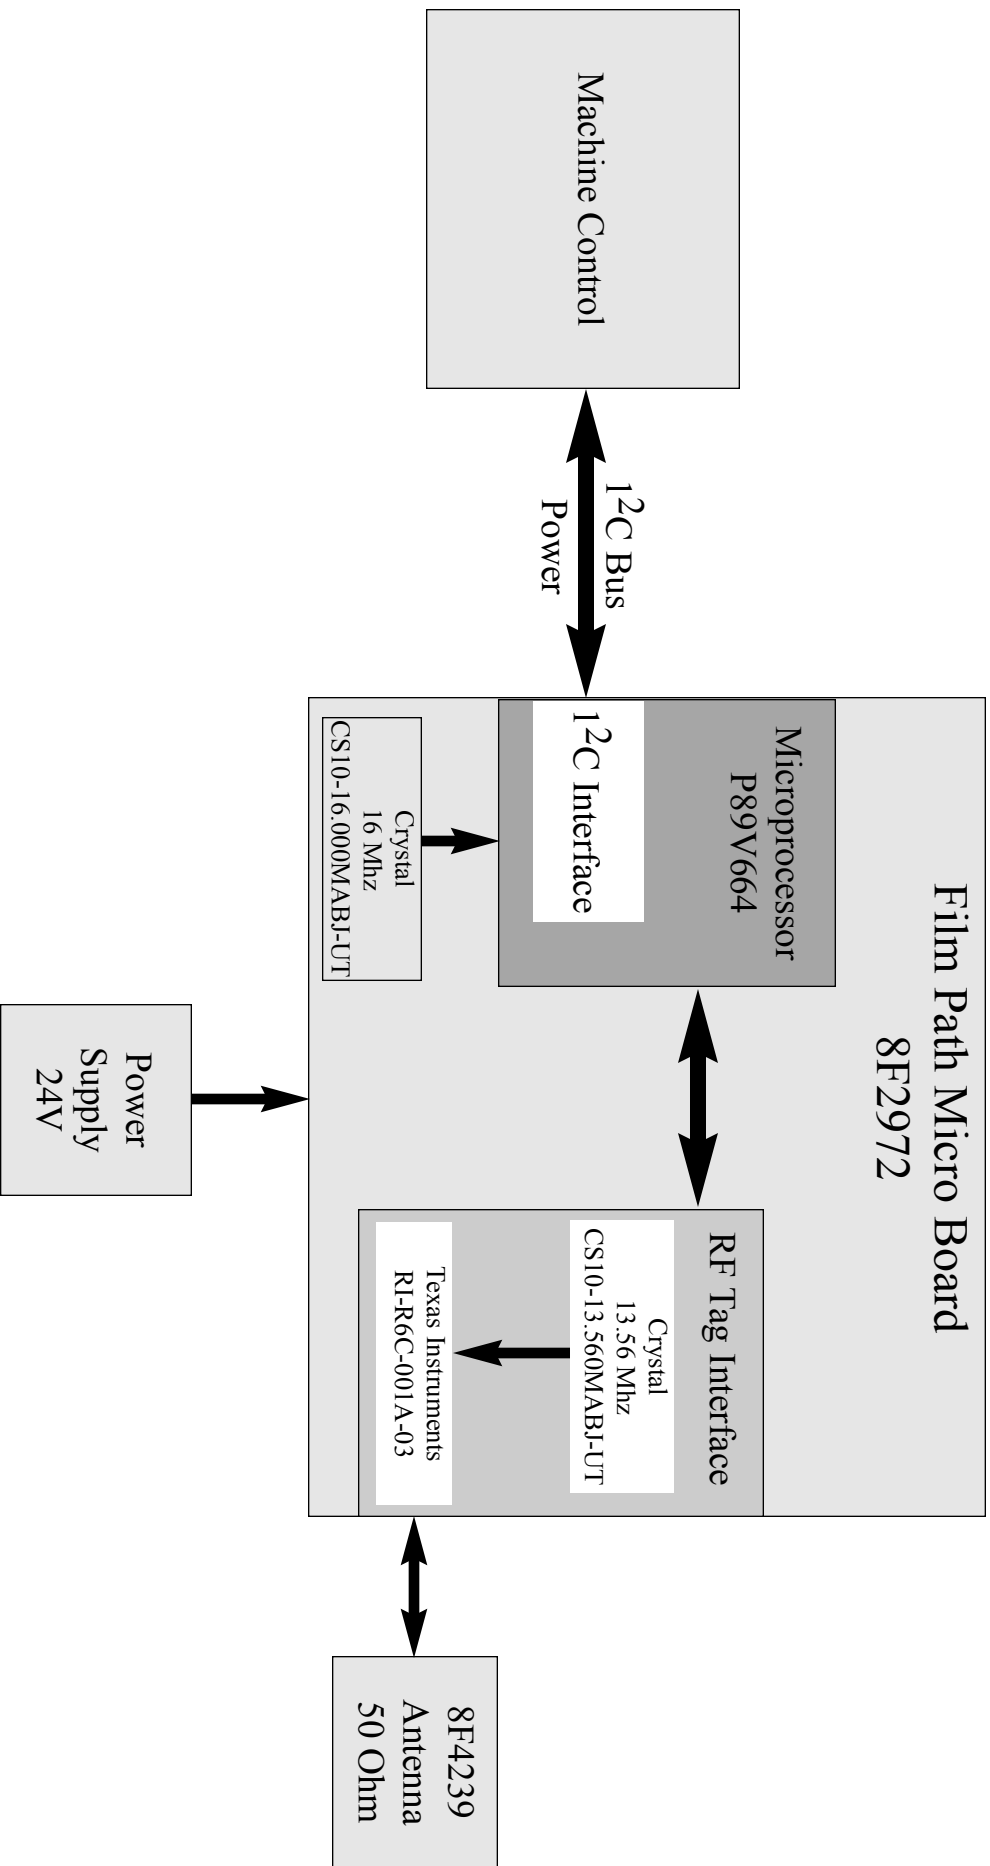 Film Path Micro Board
8F2972
Machine Control
1²C Bus
Power
Microprocessor
P89V664
1²C Interface
Crystal
16 Mhz
CS10-16.000MABJ-UT
RF Tag Interface
Crystal
13.56 Mhz
CS10-13.560MABJ-UT
Texas Instruments
RI-R6C-001A-03
8F4239
Antenna
50 Ohm
Power
Supply
24V